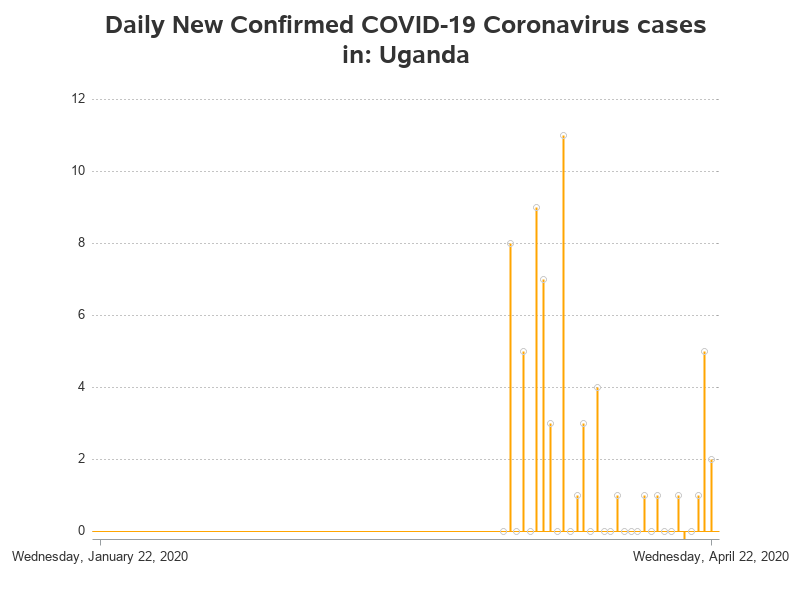 Daily New Confirmed COVID-19 Coronavirus cases
in: Uganda
12
10
8
6
4
2
0
Wednesday, January 22, 2020 Wednesday, April 22, 2020